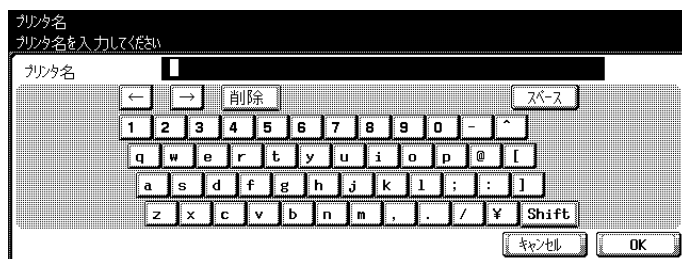 プリンタ名
プリンタ名を入力してください
プリンタ名
← → 削除 スペース
1 2 3 4 5 6 7 8 9 0 - ^
q w e r t y u i o p @ [
a s d f g h j k l ; : ]
z x c v b n m , . / ¥ Shift
キャンセル OK